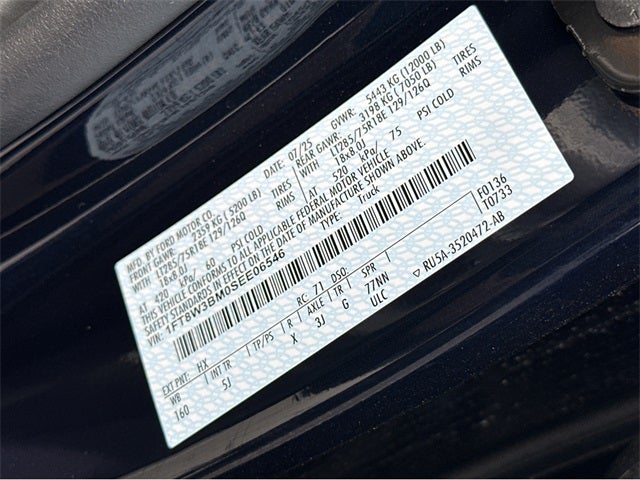 MFD. BY FORD MOTOR CO.
DATE: 07/25 GVWR: 5443 KG (12000 LB)
FRONT GAWR: 2359 KG (5200 LB) REAR GAWR: 3198 KG (7050 LB)
WITH LT285/75R18E 129/126Q TIRES WITH LT285/75R18E 129/126Q TIRES
18x8.0J RIMS 18x8.0J RIMS
AT 420 kPa/ 60 PSI COLD AT 520 kPa/ 75 PSI COLD
THIS VEHICLE CONFORMS TO ALL APPLICABLE FEDERAL MOTOR VEHICLE
SAFETY STANDARDS IN EFFECT ON THE DATE OF MANUFACTURE SHOWN ABOVE.
VIN: 1FT8W3BM0SEE06546 TYPE: Truck
F0136
T0733
EXT PNT: HX RC: 71 DSO:
WB INT TR TP/PS R AXLE TR SPR
160 5J X 3J G 77NN
ULC RU5A-3520472-AB